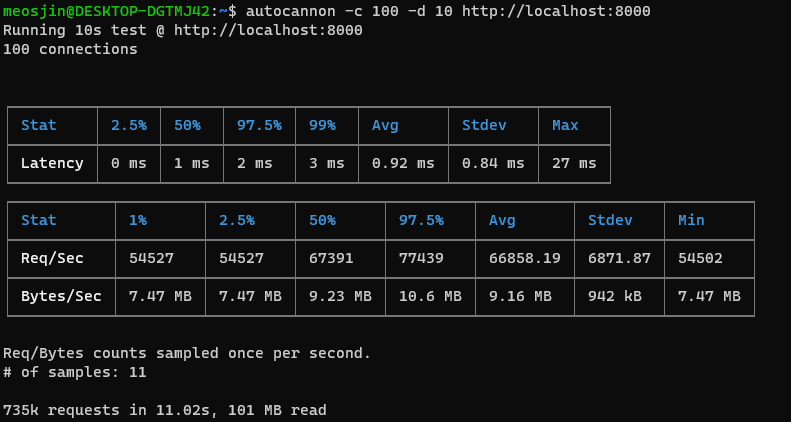 meosjin@DESKTOP-DGTMJ42:~$ autocannon -c 100 -d 10 http://localhost:8000
Running 10s test @ http://localhost:8000
100 connections
Stat 2.5% 50% 97.5% 99% Avg Stdev Max
Latency 0 ms 1 ms 2 ms 3 ms 0.92 ms 0.84 ms 27 ms
Stat 1% 2.5% 50% 97.5% Avg Stdev Min
Req/Sec 54527 54527 67391 77439 66858.19 6871.87 54502
Bytes/Sec 7.47 MB 7.47 MB 9.23 MB 10.6 MB 9.16 MB 942 kB 7.47 MB
Req/Bytes counts sampled once per second.
# of samples: 11
735k requests in 11.02s, 101 MB read